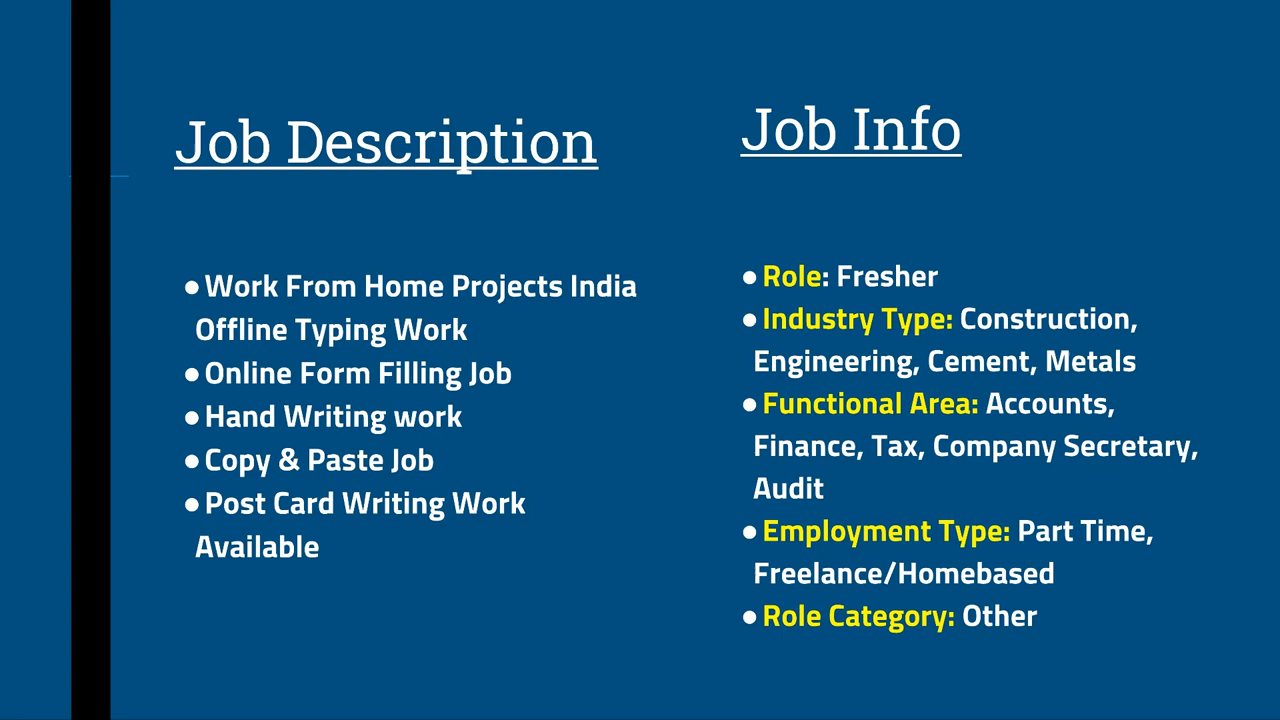 Job Description
●Work From Home Projects India
Offline Typing Work
●Online Form Filling Job
●Hand Writing work
●Copy & Paste Job
●Post Card Writing Work
Available
Job Info
●Role: Fresher
●Industry Type: Construction,
Engineering, Cement, Metals
●Functional Area: Accounts,
Finance, Tax, Company Secretary,
Audit
●Employment Type: Part Time,
Freelance/Homebased
●Role Category: Other